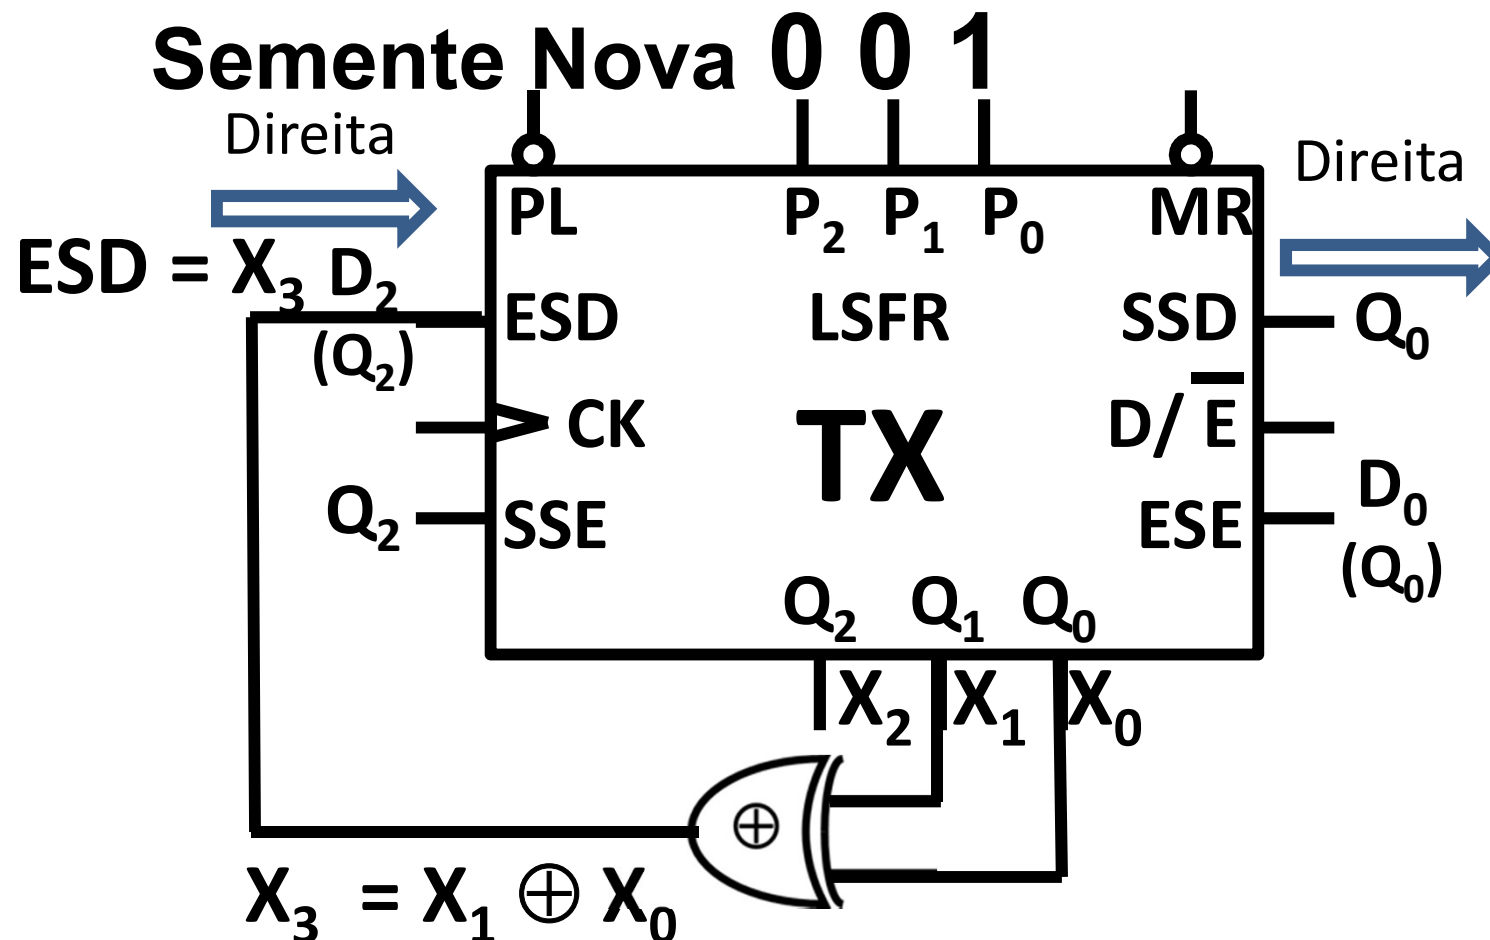 Semente Nova 0 0 1
Direita
Direita
PL P₂ P₁ P₀ MR
ESD = X₃ D₂
(Q₂)
ESD LSFR SSD Q₀
CK TX D/ E̅
Q₂ SSE ESE D₀
(Q₀)
Q₂ Q₁ Q₀
X₂ X₁ X₀
⊕
X₃ = X₁ ⊕ X₀